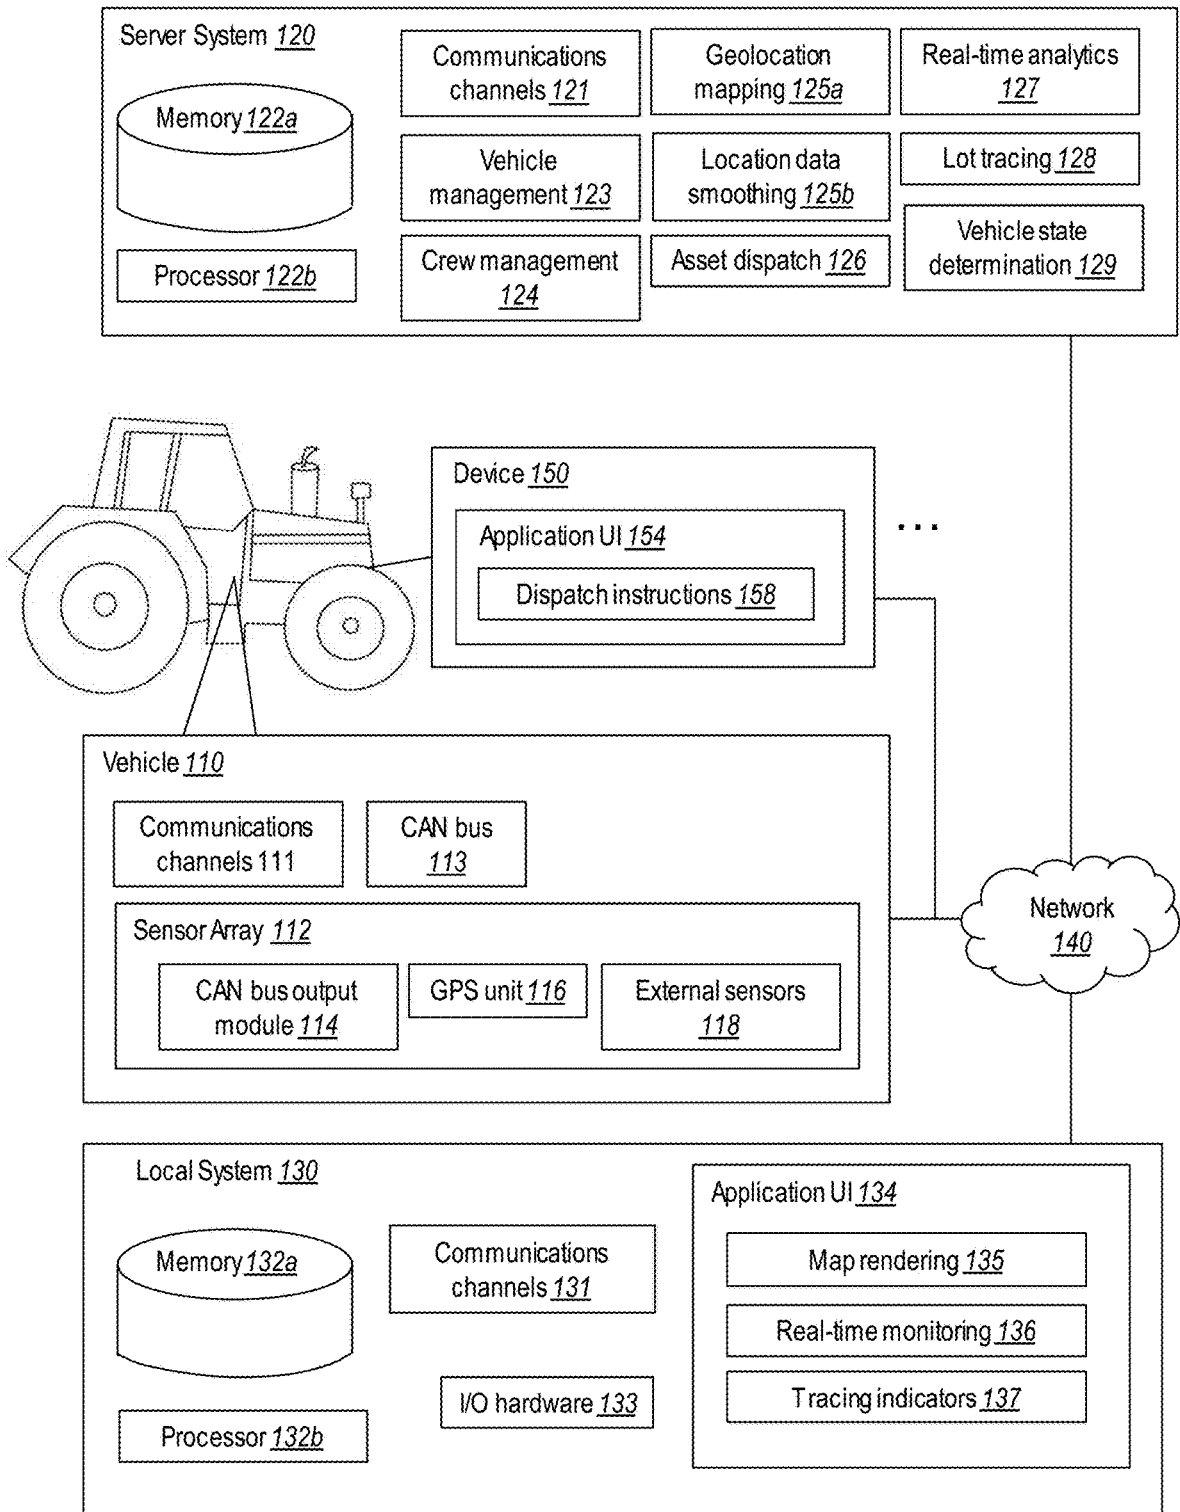 Server System 120
Memory 122a
Processor 122b
Communications
channels 121
Vehicle
management 123
Crew management
124
Geolocation
mapping 125a
Location data
smoothing 125b
Asset dispatch 126
Real-time analytics
127
Lot tracing 128
Vehicle state
determination 129
Device 150
Application UI 154
Dispatch instructions 158
...
Vehicle 110
Communications
channels 111
CAN bus
113
Sensor Array 112
CAN bus output
module 114
GPS unit 116
External sensors
118
Network
140
Local System 130
Memory 132a
Processor 132b
Communications
channels 131
I/O hardware 133
Application UI 134
Map rendering 135
Real-time monitoring 136
Tracing indicators 137